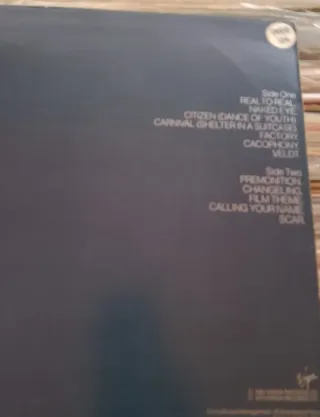 Side One
REAL TO REAL.
NAKED EYE.
CITIZEN (DANCE OF YOUTH)
CARNIVAL (SHELTER IN A SUITCASE).
FACTORY.
CACOPHONY.
VELDT.
Side Two
PREMONITION.
CHANGELING.
FILM THEME.
CALLING YOUR NAME.
SCAR.
Virgin